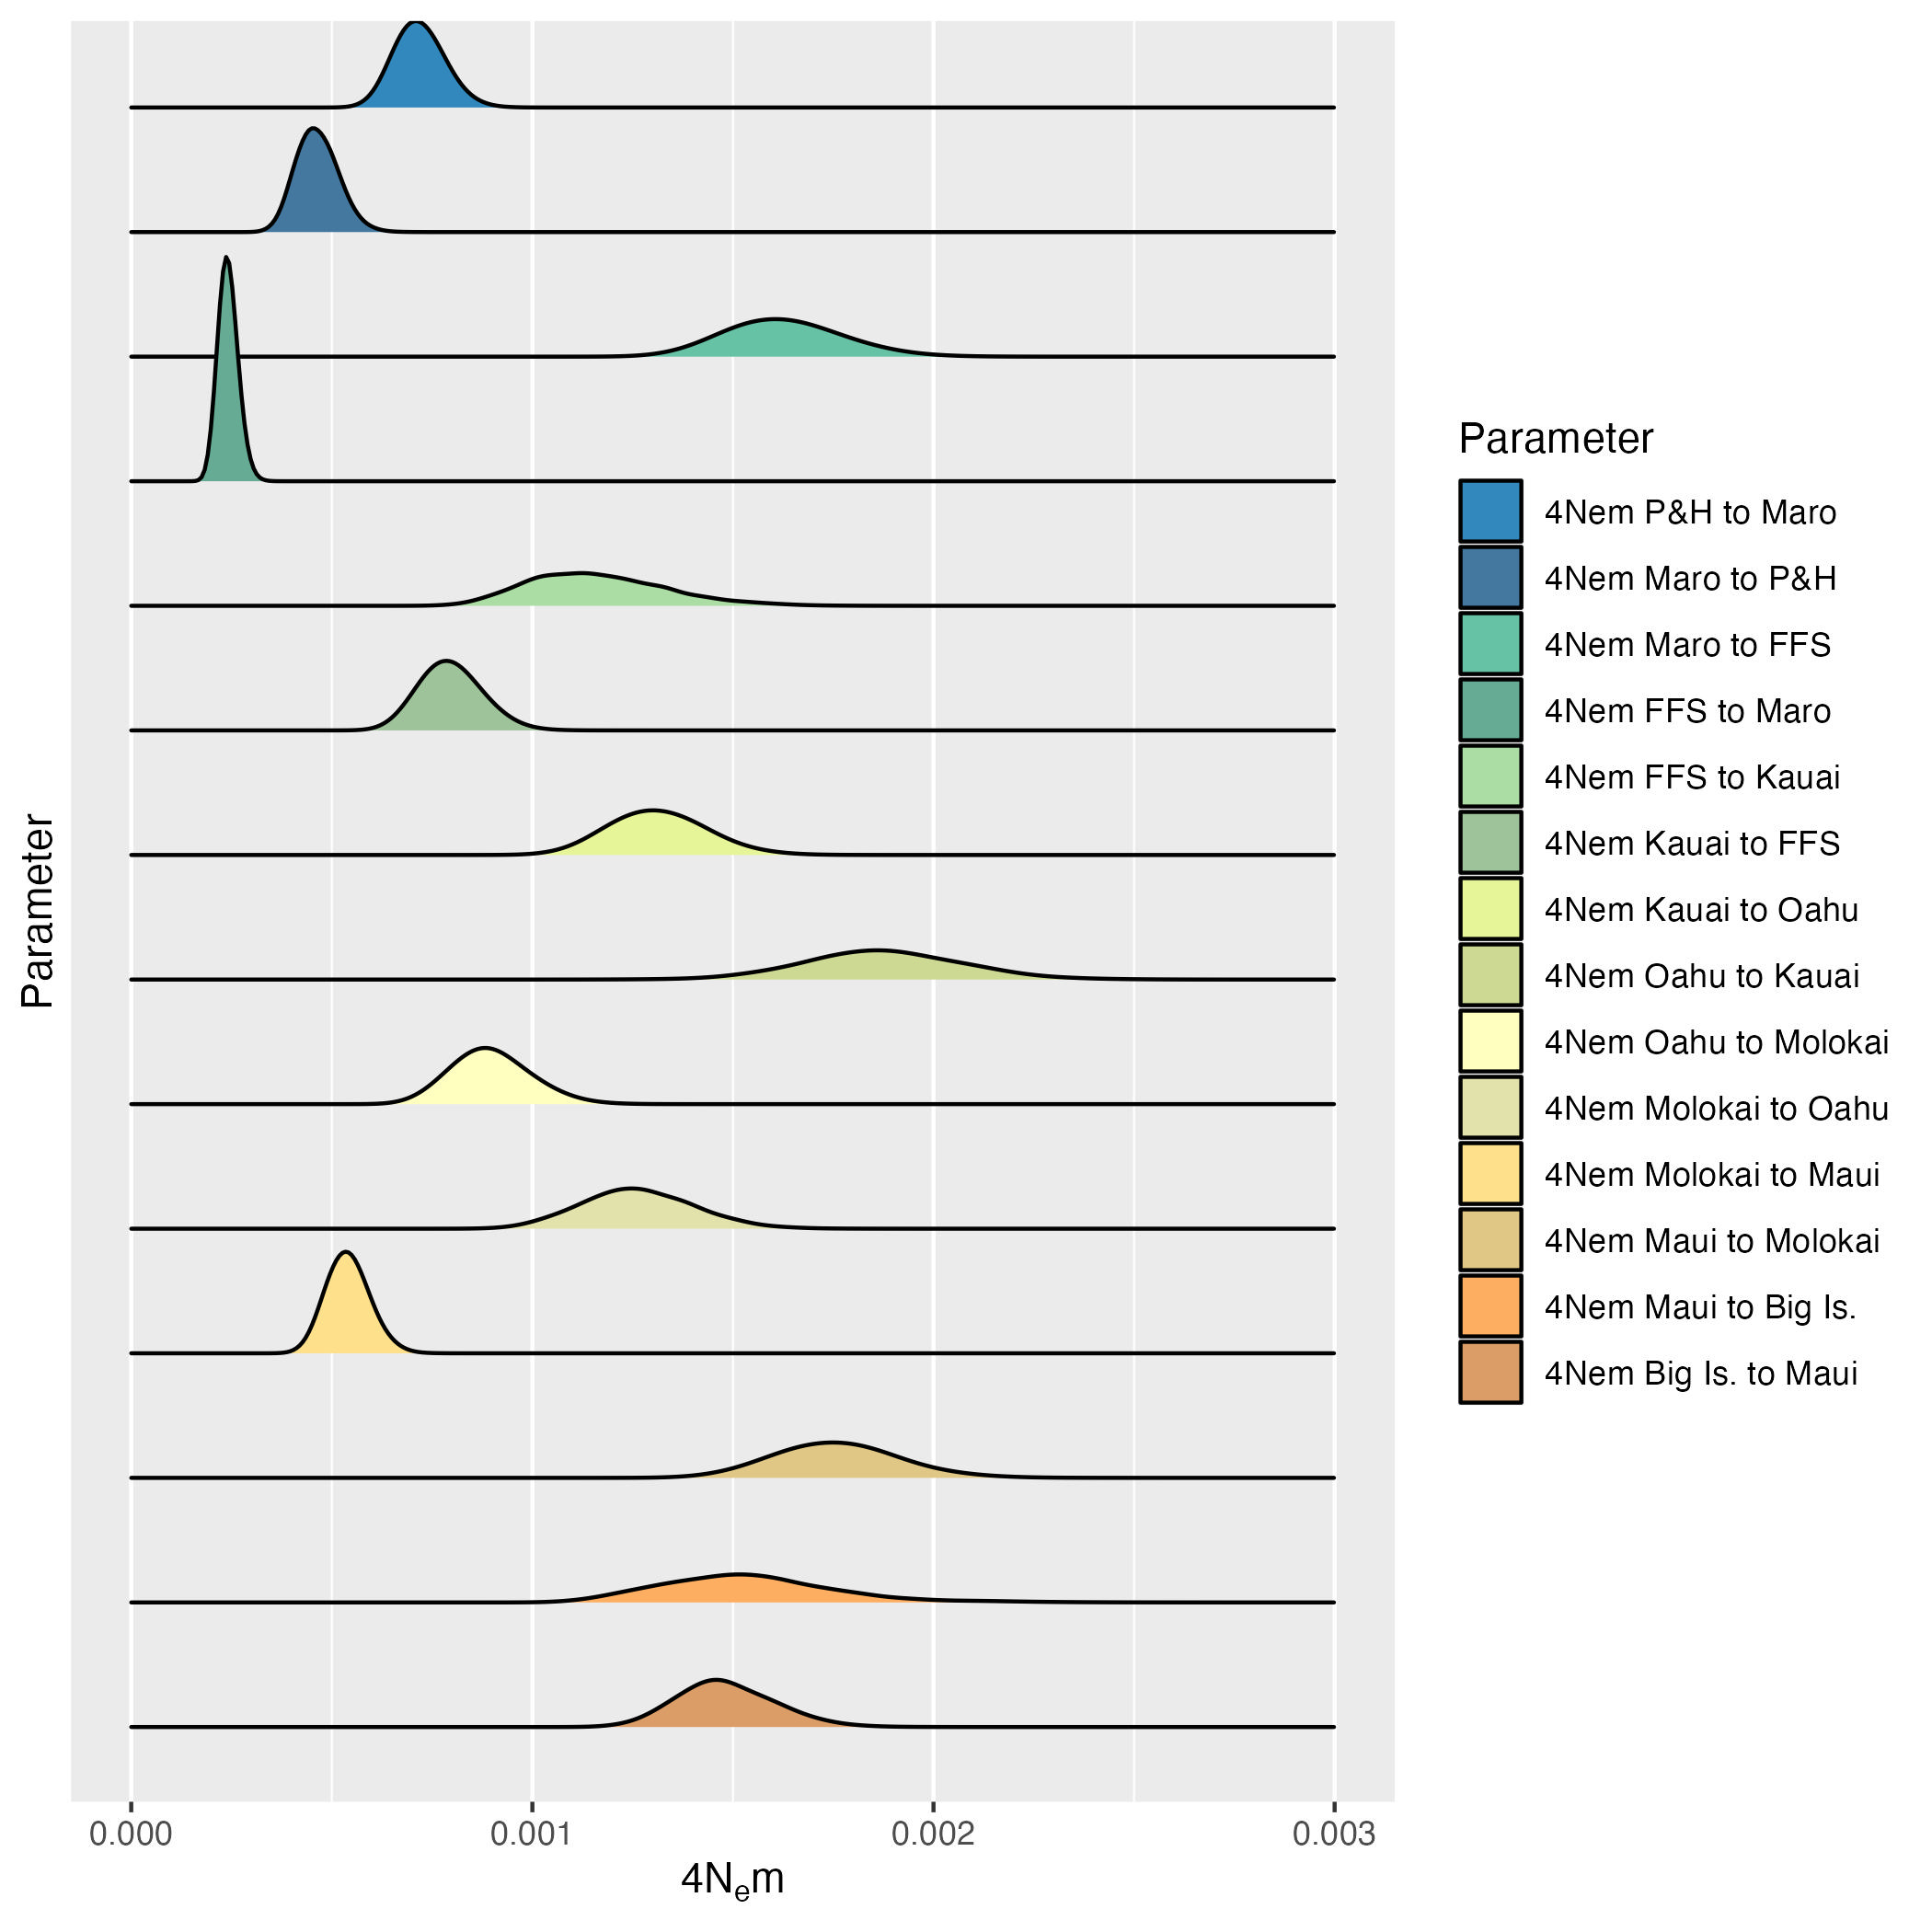 Parameter
Parameter
4Nem P&H to Maro
4Nem Maro to P&H
4Nem Maro to FFS
4Nem FFS to Maro
4Nem FFS to Kauai
4Nem Kauai to FFS
4Nem Kauai to Oahu
4Nem Oahu to Kauai
4Nem Oahu to Molokai
4Nem Molokai to Oahu
4Nem Molokai to Maui
4Nem Maui to Molokai
4Nem Maui to Big Is.
4Nem Big Is. to Maui
0.000 0.001 0.002 0.003
4Nₑm